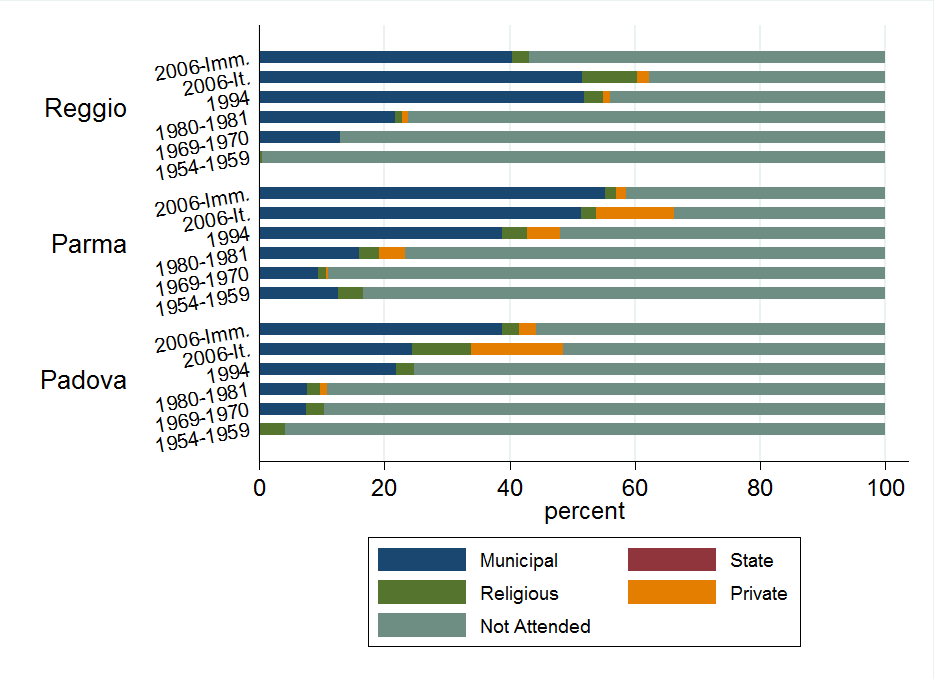 Reggio
2006-Imm.
2006-It.
1994
1980-1981
1969-1970
1954-1959
Parma
2006-Imm.
2006-It.
1994
1980-1981
1969-1970
1954-1959
Padova
2006-Imm.
2006-It.
1994
1980-1981
1969-1970
1954-1959
0 20 40 60 80 100
percent
Municipal State
Religious Private
Not Attended